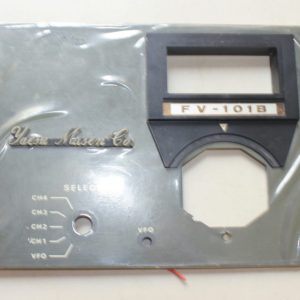 FV-101B
Yaesu Musen Co.
SELECT
CH4
CH3
CH2
CH1
VFO
VFO